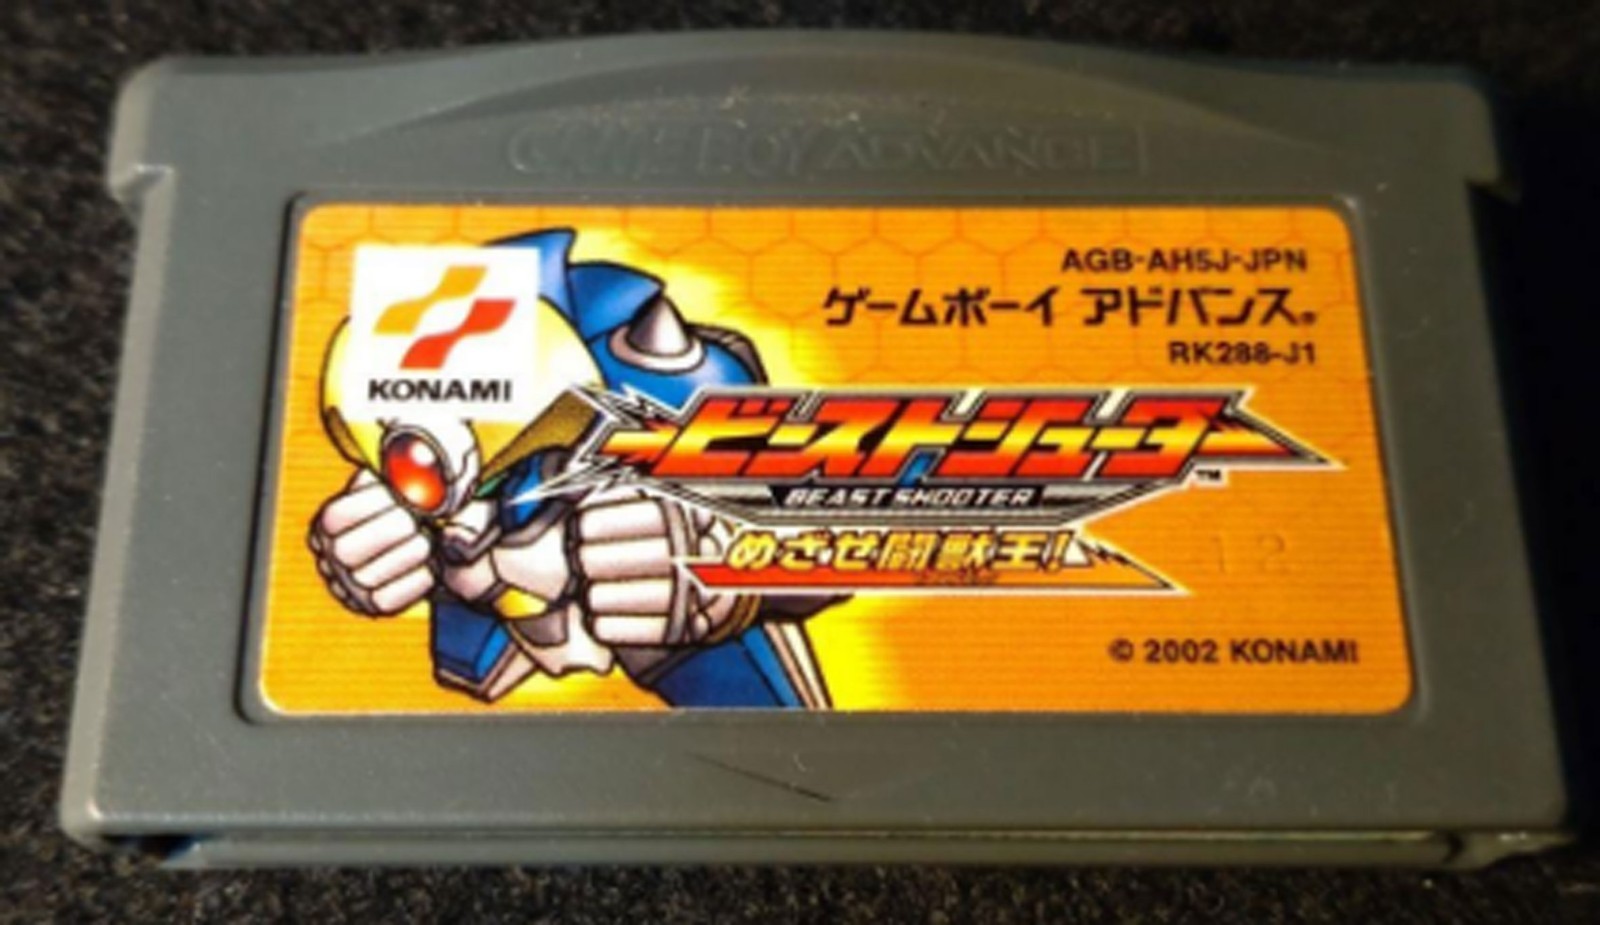 GAME BOY ADVANCE
KONAMI
AGB-AH5J-JPN
ゲームボーイ アドバンス®
RK288-J1
ビーストシューター
TM
BEAST SHOOTER
めざせ闘獣王!
12
© 2002 KONAMI